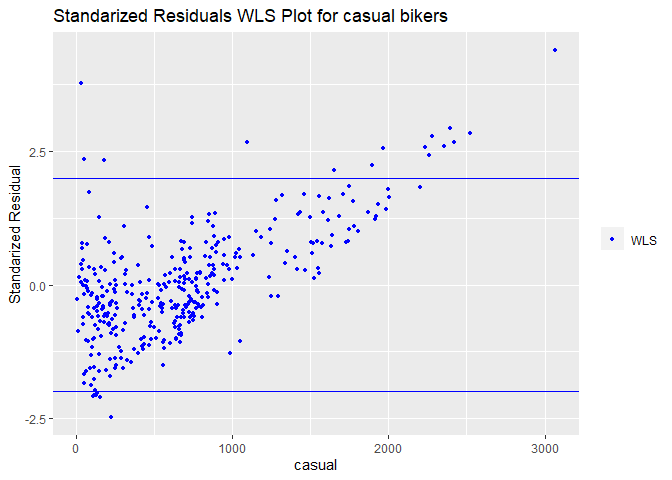 Standarized Residuals WLS Plot for casual bikers
Standarized Residual
2.5
0.0
-2.5
0
1000
2000
3000
casual
WLS